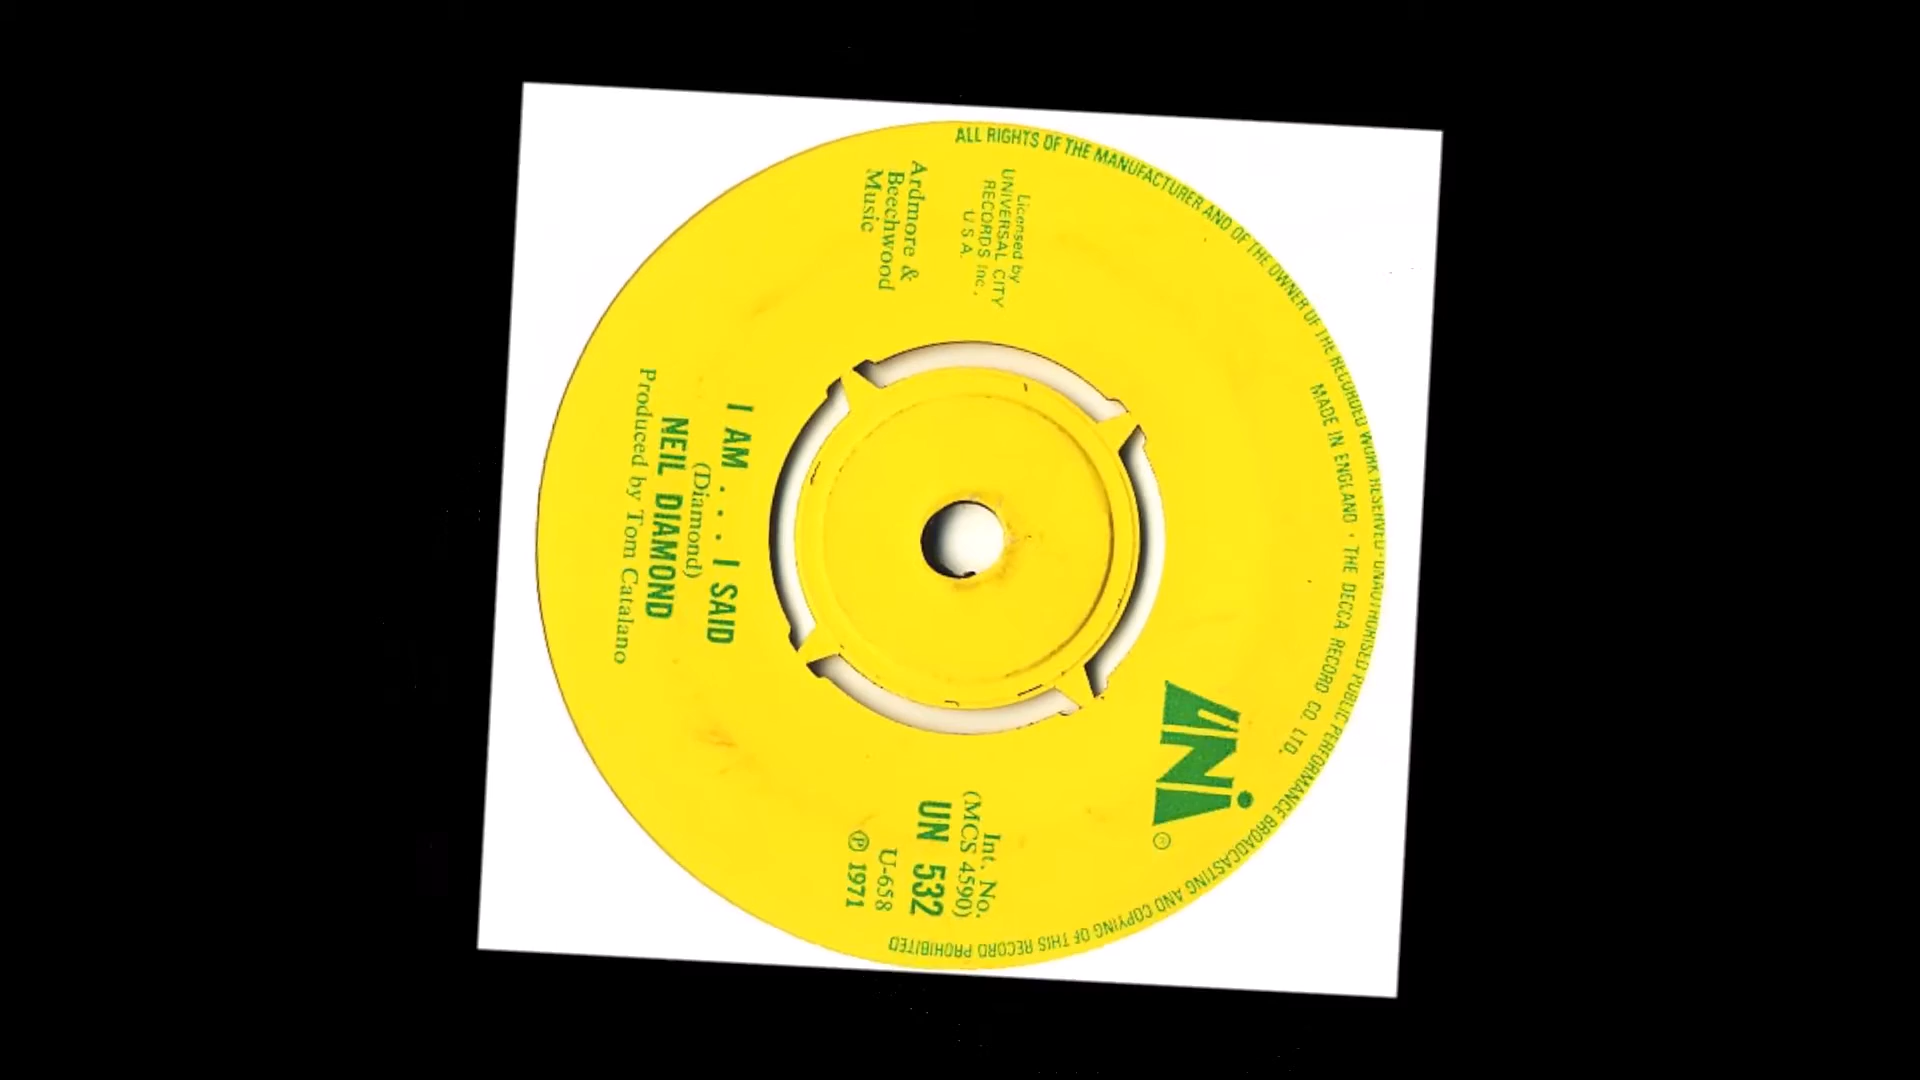 ALL RIGHTS OF THE MANUFACTURER AND OF THE OWNER OF THE RECORDED WORK RESERVED · UNAUTHORISED PUBLIC PERFORMANCE BROADCASTING AND COPYING OF THIS RECORD PROHIBITED
MADE IN ENGLAND · THE DECCA RECORD CO. LTD.
UNI
®
Licensed by
UNIVERSAL CITY
RECORDS Inc.,
U.S.A.
Ardmore &
Beechwood
Music
Int. No.
(MCS 4590)
UN 532
U-658
℗ 1971
I AM . . . I SAID
(Diamond)
NEIL DIAMOND
Produced by Tom Catalano